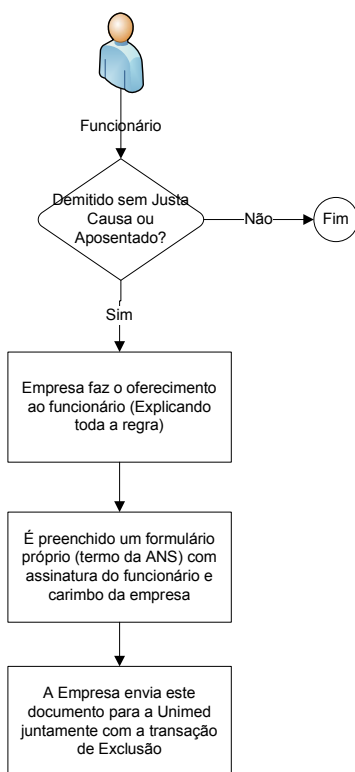 Funcionário
Demitido sem Justa
Causa ou
Aposentado?
Não
Fim
Sim
Empresa faz o oferecimento
ao funcionário (Explicando
toda a regra)
É preenchido um formulário
próprio (termo da ANS) com
assinatura do funcionário e
carimbo da empresa
A Empresa envia este
documento para a Unimed
juntamente com a transação
de Exclusão